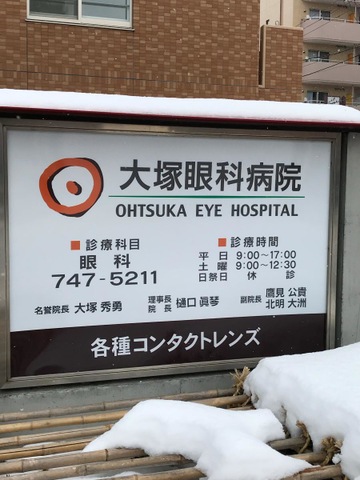 大塚眼科病院
OHTSUKA EYE HOSPITAL
■診療科目
眼科
747-5211
■診療時間
平日 9:00~17:00
土曜 9:00~12:30
日祭日 休診
名誉院長 大塚 秀勇
理事長 院長 樋口 眞琴
副院長 鷹見 公貴
北明 大洲
各種コンタクトレンズ